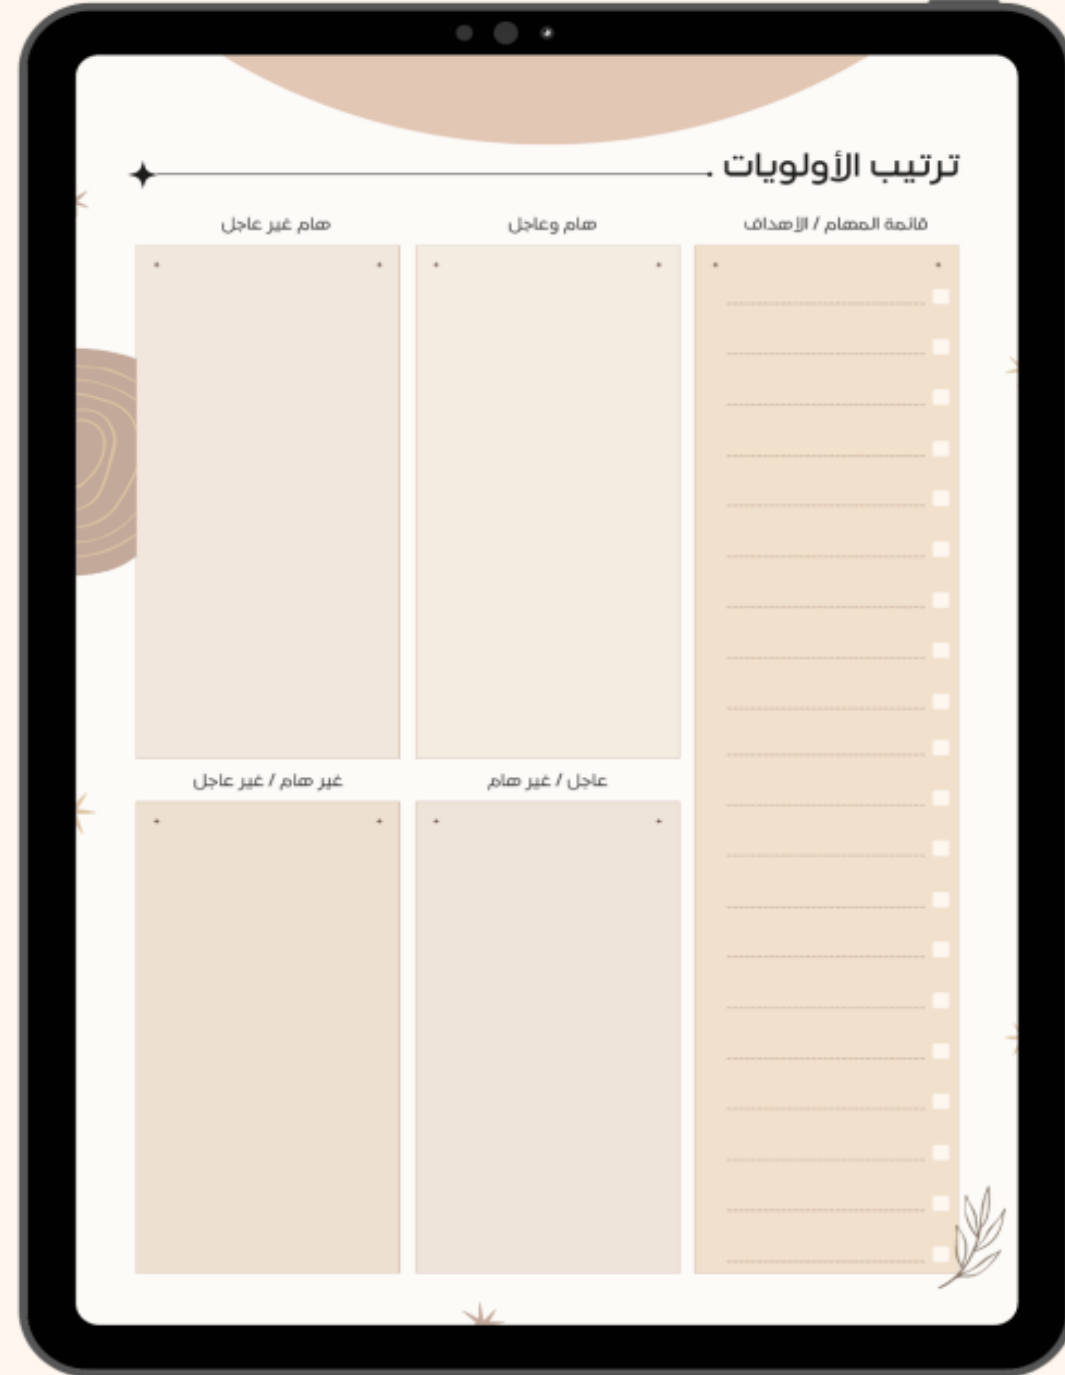 ترتيب الأولويات
قائمة المهام / الأهداف
هام وعاجل
هام غير عاجل
عاجل / غير هام
غير هام / غير عاجل